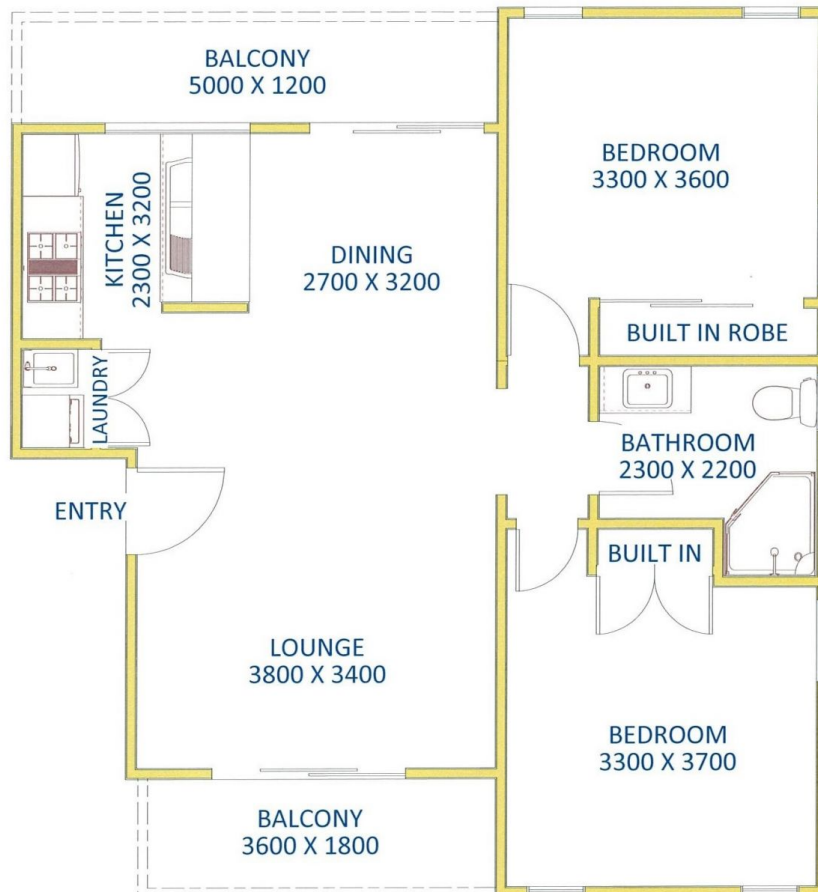 BALCONY
5000 X 1200
BEDROOM
3300 X 3600
KITCHEN
2300 X 3200
DINING
2700 X 3200
BUILT IN ROBE
LAUNDRY
BATHROOM
2300 X 2200
ENTRY
BUILT IN
LOUNGE
3800 X 3400
BEDROOM
3300 X 3700
BALCONY
3600 X 1800